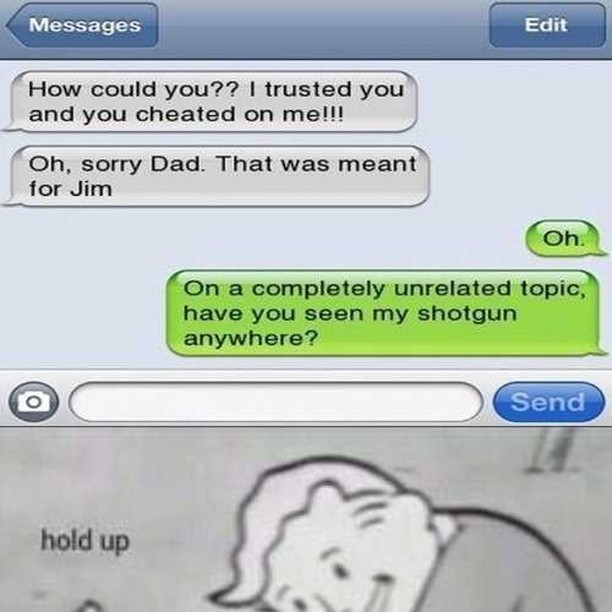 Messages
Edit
How could you?? I trusted you
and you cheated on me!!!
Oh, sorry Dad. That was meant
for Jim
Oh.
On a completely unrelated topic,
have you seen my shotgun
anywhere?
Send
hold up